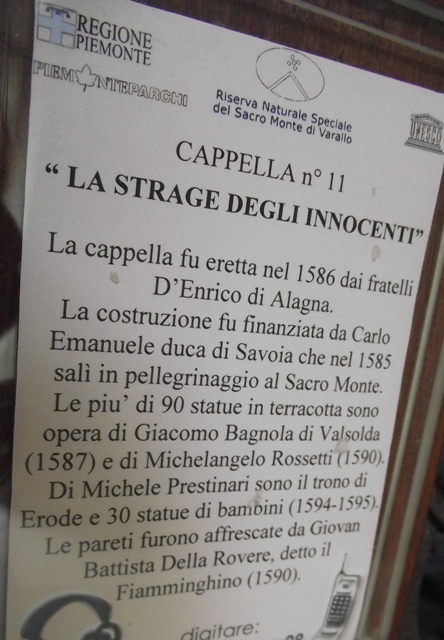 REGIONE
PIEMONTE
PIEMONTEPARCHI
Riserva Naturale Speciale
del Sacro Monte di Varallo
UNESCO
CAPPELLA n° 11
“ LA STRAGE DEGLI INNOCENTI”
La cappella fu eretta nel 1586 dai fratelli
D’Enrico di Alagna.
La costruzione fu finanziata da Carlo
Emanuele duca di Savoia che nel 1585
salì in pellegrinaggio al Sacro Monte.
Le piu’ di 90 statue in terracotta sono
opera di Giacomo Bagnola di Valsolda
(1587) e di Michelangelo Rossetti (1590).
Di Michele Prestinari sono il trono di
Erode e 30 statue di bambini (1594-1595).
Le pareti furono affrescate da Giovan
Battista Della Rovere, detto il
Fiamminghino (1590).
digitare: